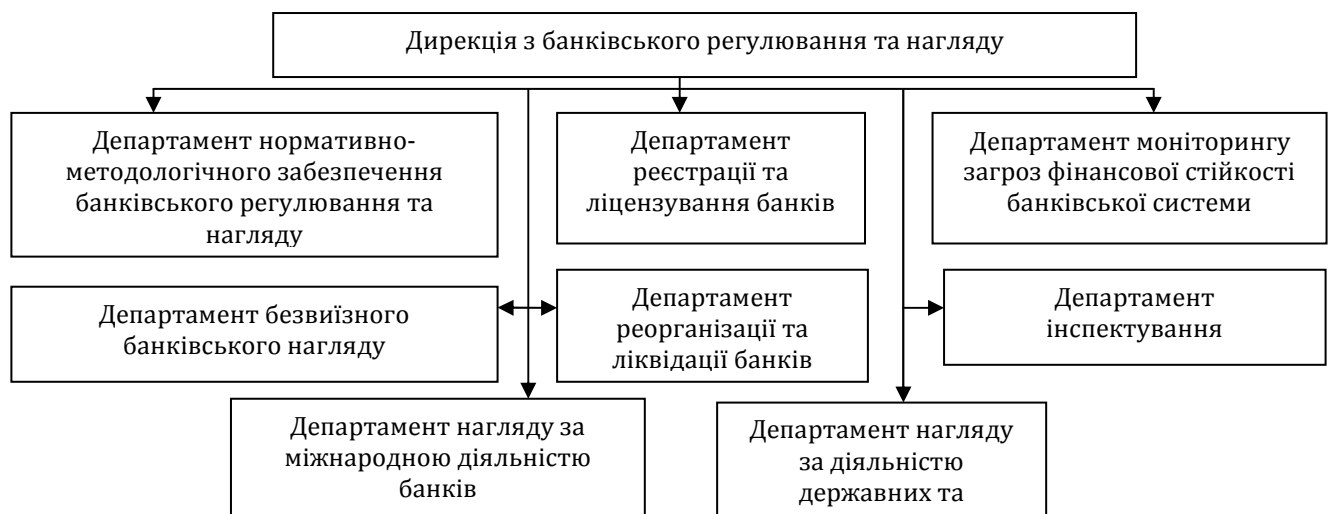 Дирекція з банківського регулювання та нагляду
Департамент нормативно-
методологічного забезпечення
банківського регулювання та
нагляду
Департамент
реєстрації та
ліцензування банків
Департамент моніторингу
загроз фінансової стійкості
банківської системи
Департамент безвиїзного
банківського нагляду
Департамент
реорганізації та
ліквідації банків
Департамент
інспектування
Департамент нагляду за
міжнародною діяльністю
банків
Департамент нагляду
за діяльністю
державних та